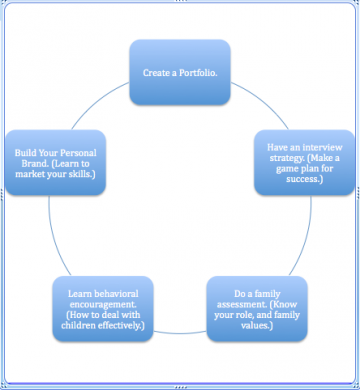 Create a Portfolio.
Have an interview
strategy. (Make a
game plan for
success.)
Do a family
assessment. (Know
your role, and family
values.)
Learn behavioral
encouragement.
(How to deal with
children effectively.)
Build Your Personal
Brand. (Learn to
market your skills.)